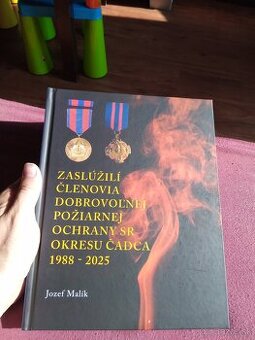 ZASLÚŽILÍ
ČLENOVIA
DOBROVOĽNEJ
POŽIARNEJ
OCHRANY SR
OKRESU ČADCA
1988 - 2025
Jozef Malík